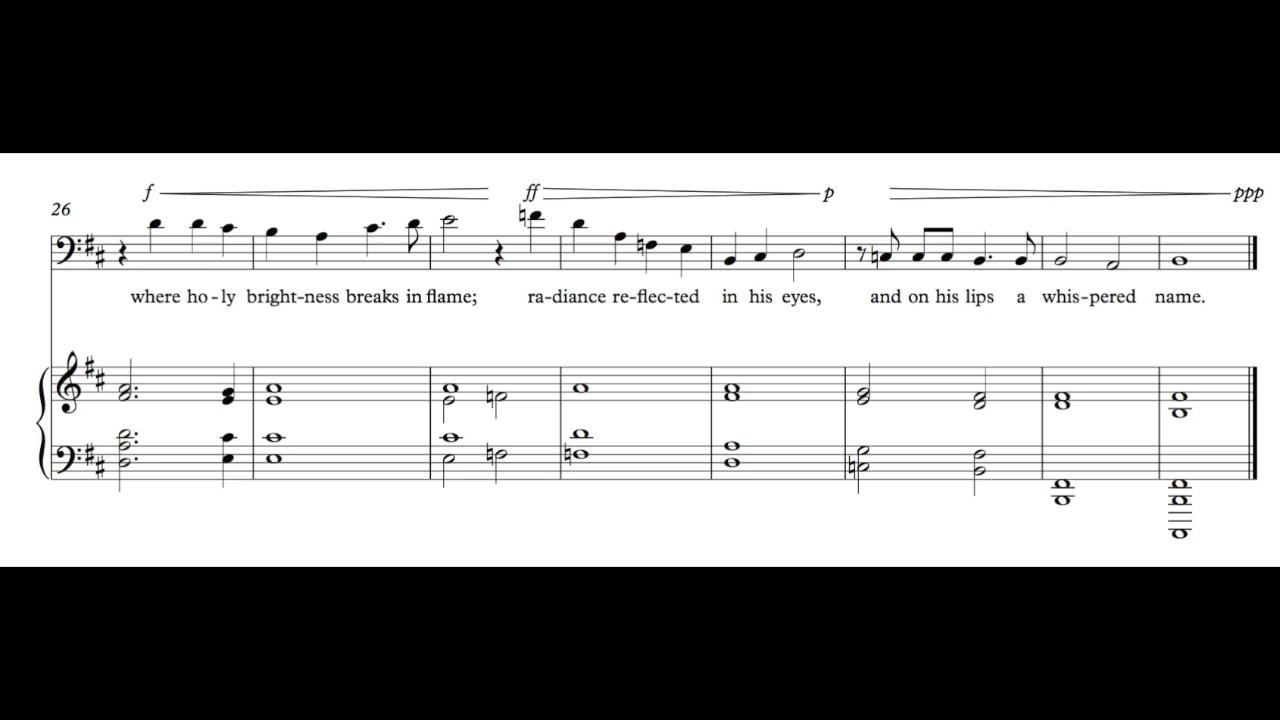 f ff p ppp
26
where ho-ly bright-ness breaks in flame; ra-diance re-flec-ted in his eyes, and on his lips a whis-pered name.